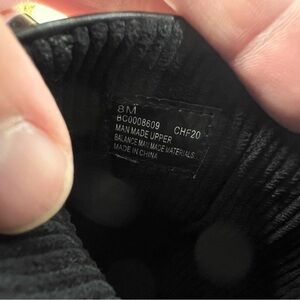 8M
BC0008609 CHF20
MAN MADE UPPER
BALANCE MAN MADE MATERIALS
MADE IN CHINA